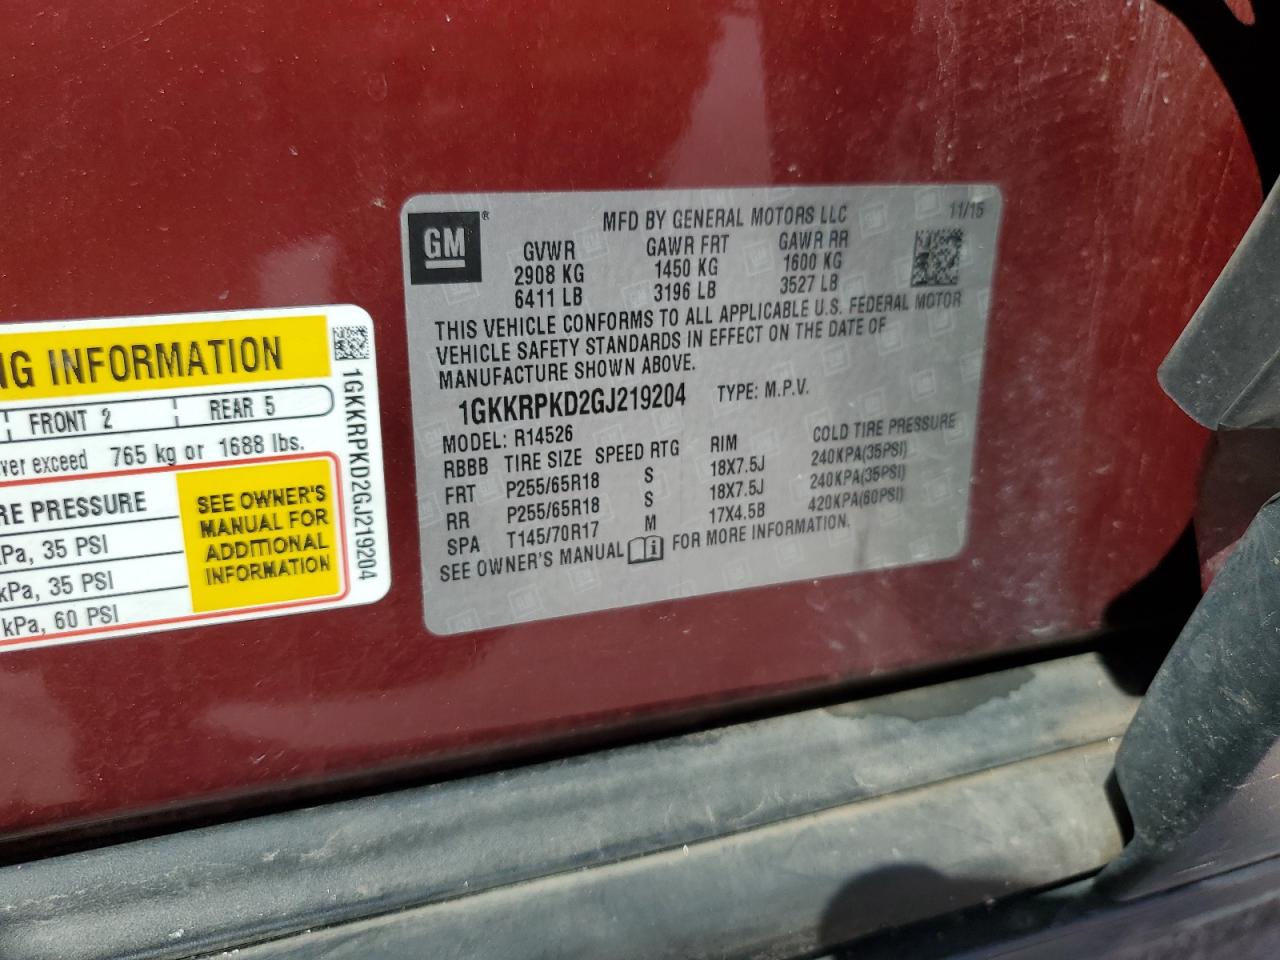 NG INFORMATION
FRONT 2 REAR 5
ver exceed 765 kg or 1688 lbs.
RE PRESSURE
kPa, 35 PSI
kPa, 35 PSI
kPa, 60 PSI
SEE OWNER'S
MANUAL FOR
ADDITIONAL
INFORMATION
1GKKRPKD2GJ219204
GM®
MFD BY GENERAL MOTORS LLC 11/15
GVWR GAWR FRT GAWR RR
2908 KG 1450 KG 1600 KG
6411 LB 3196 LB 3527 LB
THIS VEHICLE CONFORMS TO ALL APPLICABLE U.S. FEDERAL MOTOR
VEHICLE SAFETY STANDARDS IN EFFECT ON THE DATE OF
MANUFACTURE SHOWN ABOVE.
1GKKRPKD2GJ219204 TYPE: M.P.V.
MODEL: R14526
RBBB TIRE SIZE SPEED RTG RIM COLD TIRE PRESSURE
FRT P255/65R18 S 18X7.5J 240KPA(35PSI)
RR P255/65R18 S 18X7.5J 240KPA(35PSI)
SPA T145/70R17 M 17X4.5B 420KPA(60PSI)
SEE OWNER'S MANUAL FOR MORE INFORMATION.